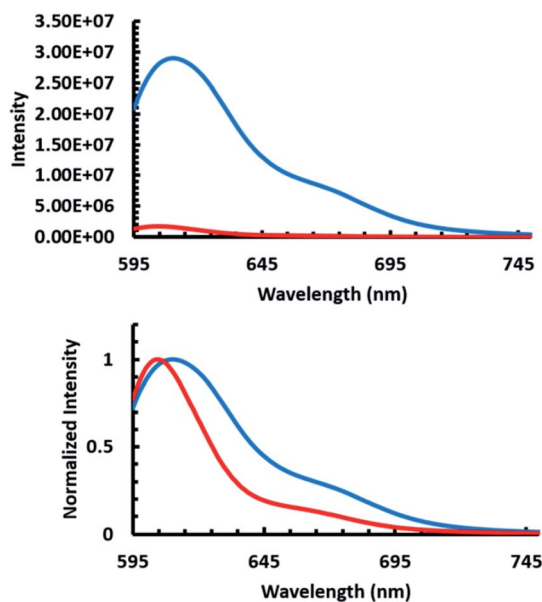 3.50E+07
3.00E+07
2.50E+07
2.00E+07
1.50E+07
1.00E+07
5.00E+06
0.00E+00
Intensity
595 645 695 745
Wavelength (nm)
1
0.5
0
Normalized Intensity
595 645 695 745
Wavelength (nm)